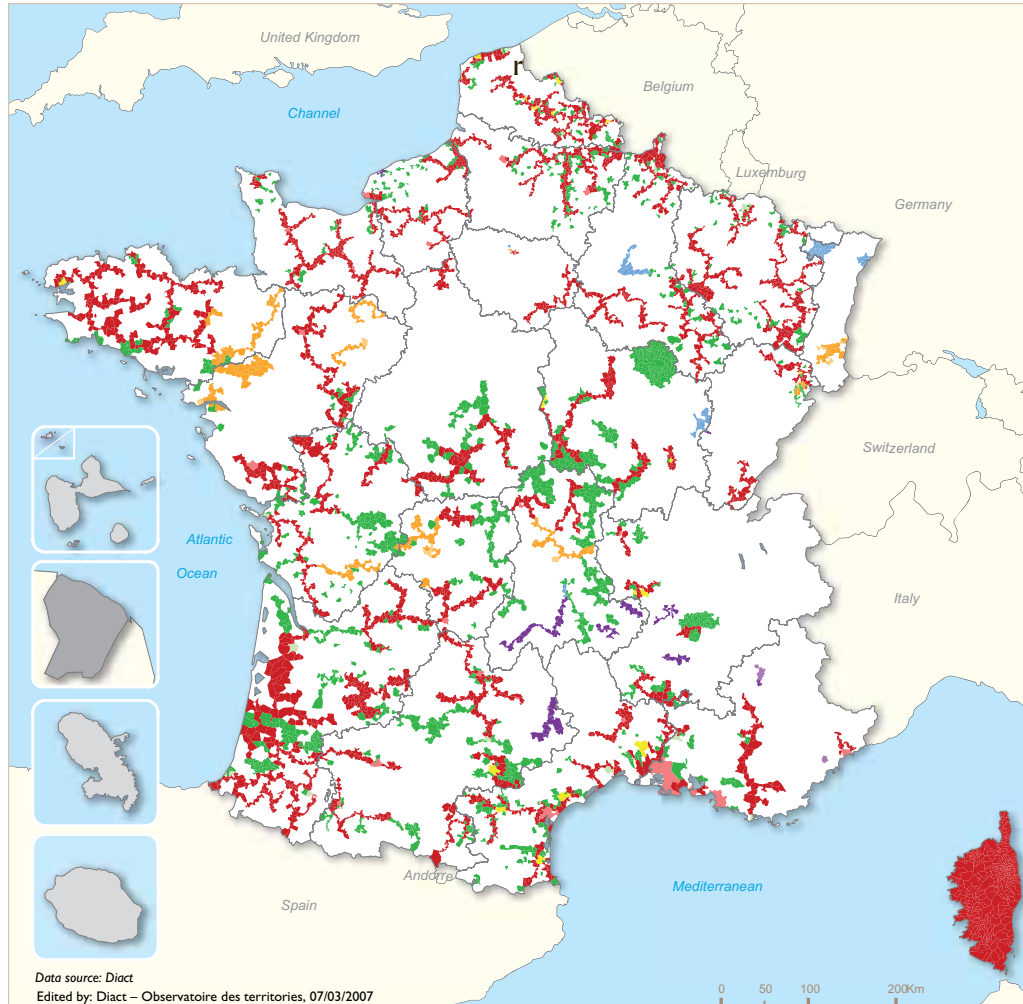 United Kingdom
r
Belgium
Channel
Luxemburg
Germany
Switzerland
Atlantic
Ocean
Italy
Andorre
Mediterranean
Spain
Data source: Diact
Edited by: Diact – Observatoire des territories, 07/03/2007
0 50 100 200Km